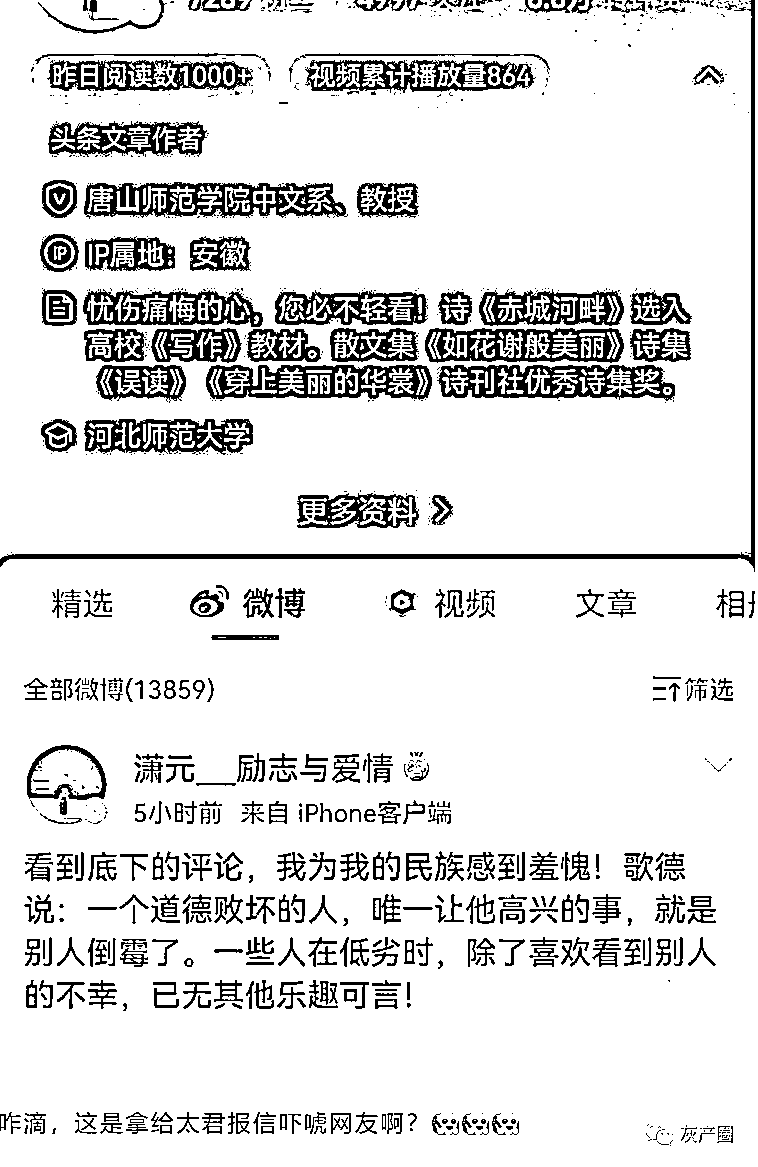 昨日阅读数1000+ 视频累计播放量864
头条文章作者
唐山师范学院中文系、教授
IP属地：安徽
忧伤痛悔的心，您必不轻看！诗《赤城河畔》选入
高校《写作》教材。散文集《如花谢般美丽》诗集
《误读》《穿上美丽的华裳》诗刊社优秀诗集奖。
河北师范大学
更多资料
精选 微博 视频 文章
全部微博(13859) 筛选
潇元__励志与爱情
5小时前 来自 iPhone客户端
看到底下的评论，我为我的民族感到羞愧！歌德
说：一个道德败坏的人，唯一让他高兴的事，就是
别人倒霉了。一些人在低劣时，除了喜欢看到别人
的不幸，已无其他乐趣可言！
咋滴，这是拿给太君报信吓唬网友啊？
灰产圈